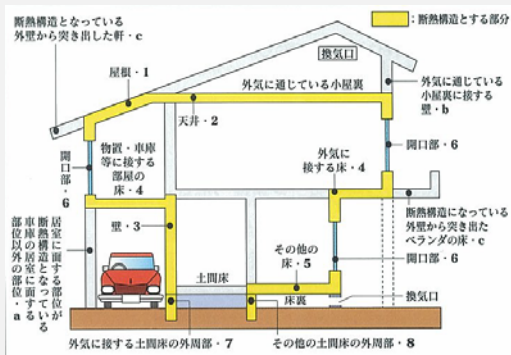 断熱構造となっている
外壁から突き出した軒・c
：断熱構造とする部分
換気口
屋根・1
外気に通じている小屋裏
外気に通じている
小屋裏に接する
壁・b
天井・2
物置・車庫
等に接する
部屋の
床・4
開口部・6
外気に
接する床・4
開口部・6
居室に面する部位が
断熱構造となっている
車庫の居室に面する
部位以外の部位・a
壁・3
断熱構造になっている
外壁から突き出た
ベランダの床・c
その他の
床・5
開口部・6
土間床
床裏
換気口
外気に接する土間床の外周部・7
その他の土間床の外周部・8